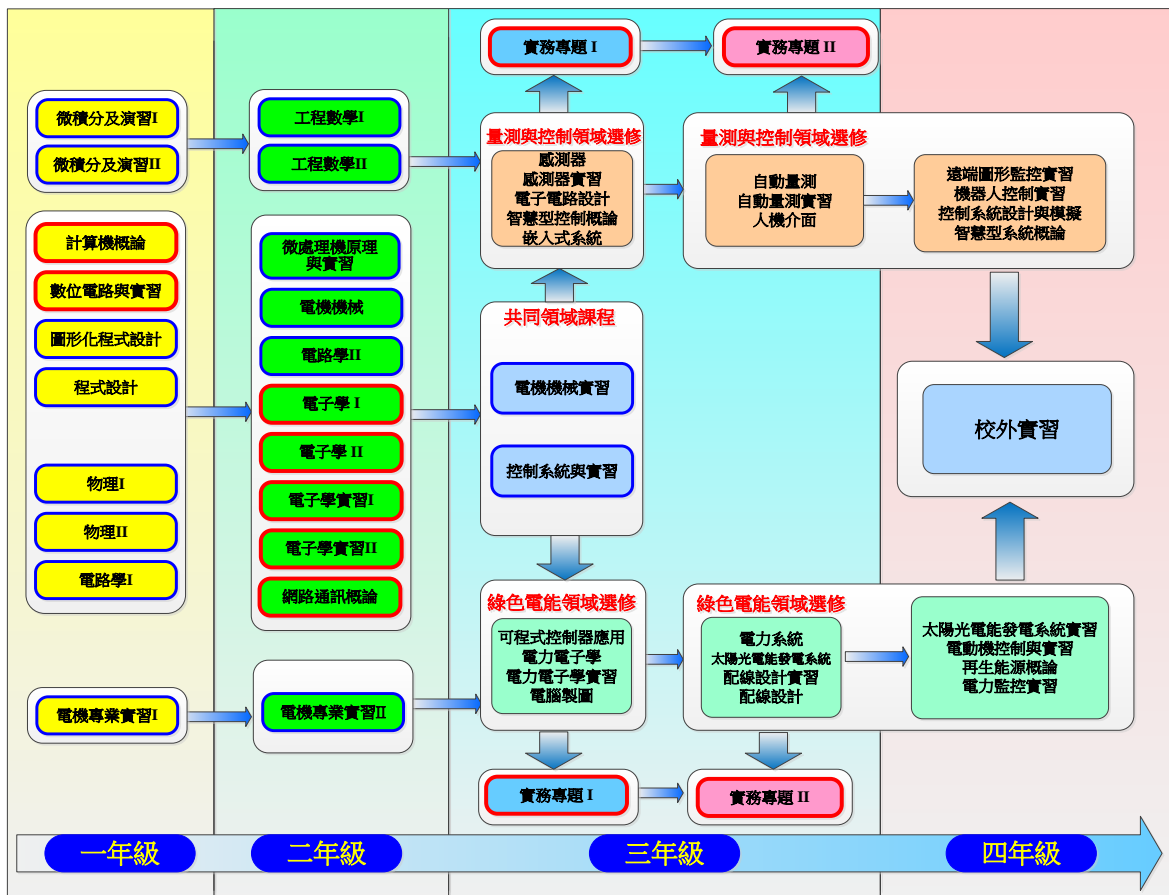 微積分及演習I
微積分及演習II
計算機概論
數位電路與實習
圖形化程式設計
程式設計
物理I
物理II
電路學I
電機專業實習I
工程數學I
工程數學II
微處理機原理
與實習
電機機械
電路學II
電子學 I
電子學 II
電子學實習I
電子學實習II
網路通訊概論
電機專業實習II
實務專題 I
實務專題 II
量測與控制領域選修
感測器
感測器實習
電子電路設計
智慧型控制概論
嵌入式系統
量測與控制領域選修
自動量測
自動量測實習
人機介面
遠端圖形監控實習
機器人控制實習
控制系統設計與模擬
智慧型系統概論
共同領域課程
電機機械實習
控制系統與實習
校外實習
綠色電能領域選修
可程式控制器應用
電力電子學
電力電子學實習
電腦製圖
綠色電能領域選修
電力系統
太陽光電能發電系統
配線設計實習
配線設計
太陽光電能發電系統實習
電動機控制與實習
再生能源概論
電力監控實習
實務專題 I
實務專題 II
一年級
二年級
三年級
四年級